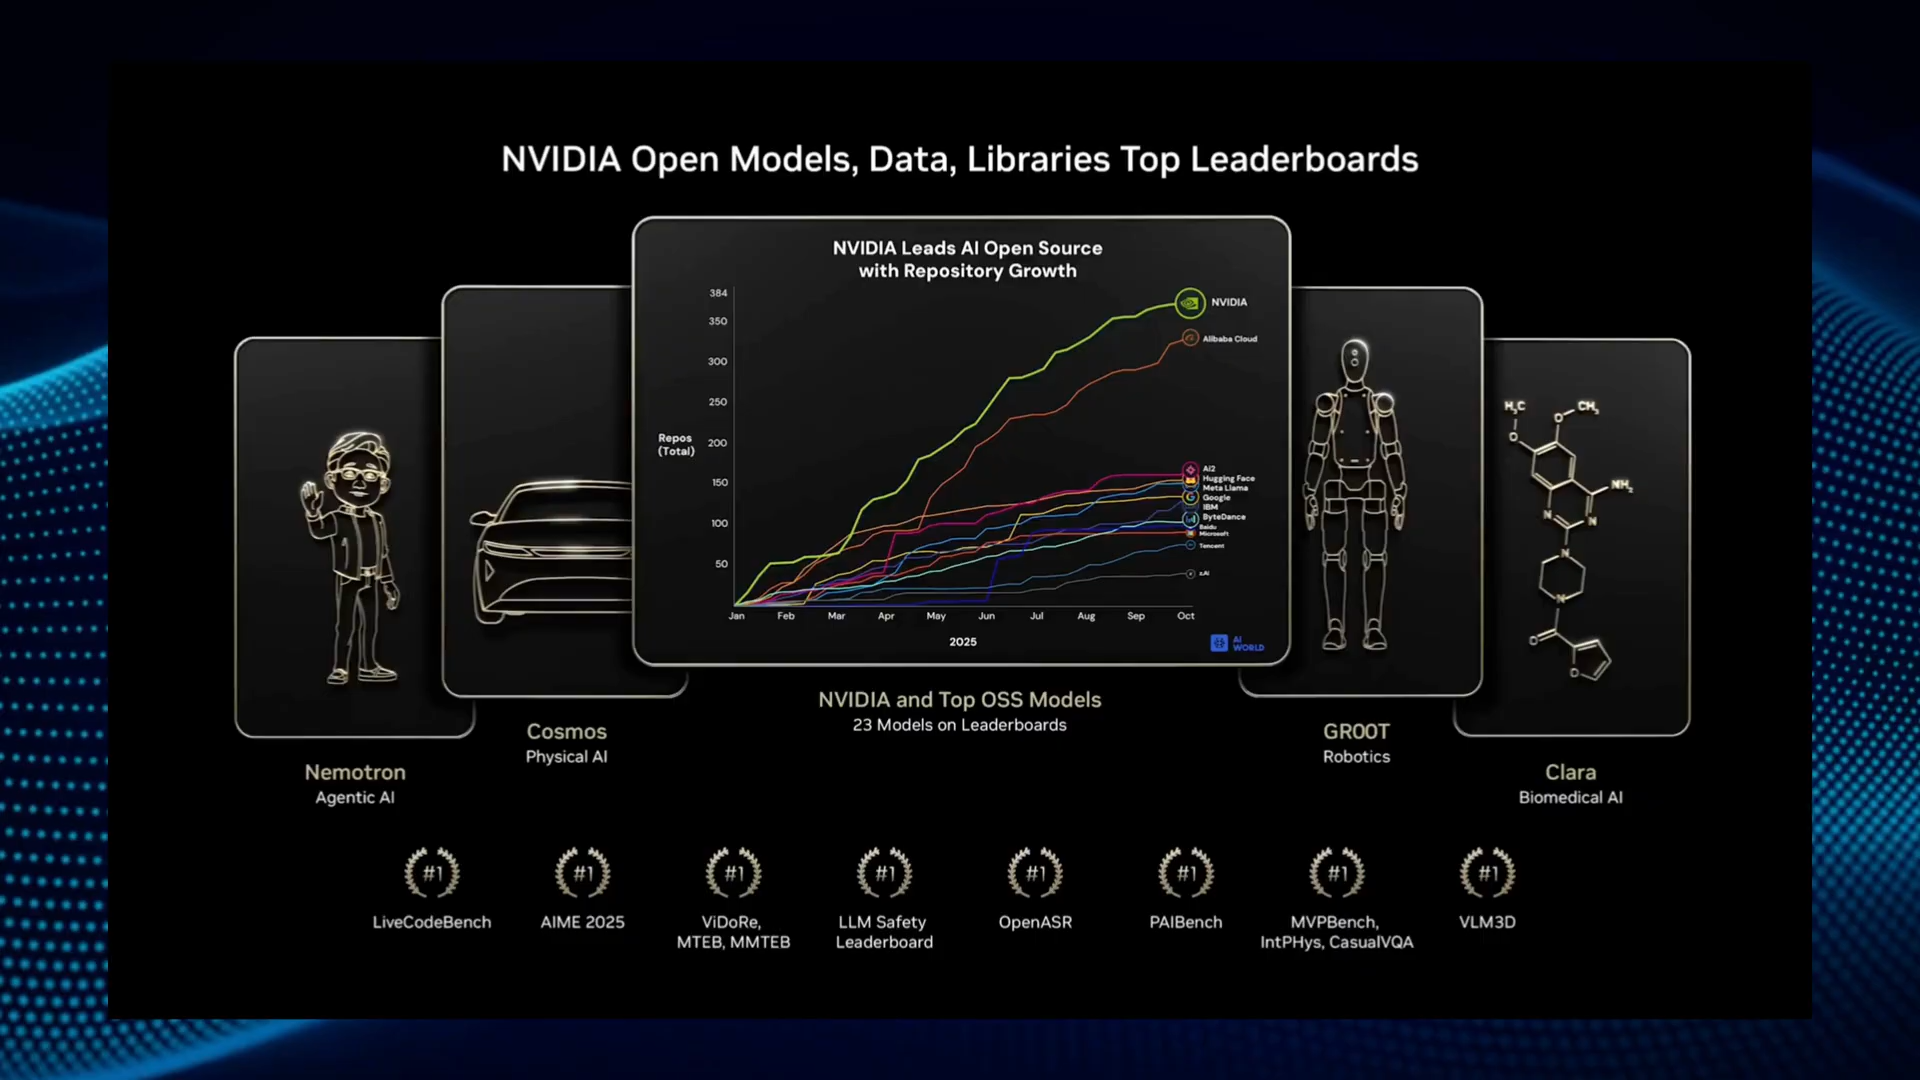 NVIDIA Open Models, Data, Libraries Top Leaderboards
NVIDIA Leads AI Open Source
with Repository Growth
384
350
300
250
200
150
100
50
Repos
(Total)
NVIDIA
Alibaba Cloud
Ai2
Hugging Face
Meta Llama
Google
IBM
ByteDance
Baidu
Microsoft
Tencent
z.AI
Jan
Feb
Mar
Apr
May
Jun
Jul
Aug
Sep
Oct
2025
AI
WORLD
H₃C
O
O
CH₃
NH₂
N
N
N
N
O
O
NVIDIA and Top OSS Models
23 Models on Leaderboards
Cosmos
Physical AI
GR00T
Robotics
Nemotron
Agentic AI
Clara
Biomedical AI
#1
LiveCodeBench
#1
AIME 2025
#1
ViDoRe,
MTEB, MMTEB
#1
LLM Safety
Leaderboard
#1
OpenASR
#1
PAIBench
#1
MVPBench,
IntPHys, CasualVQA
#1
VLM3D